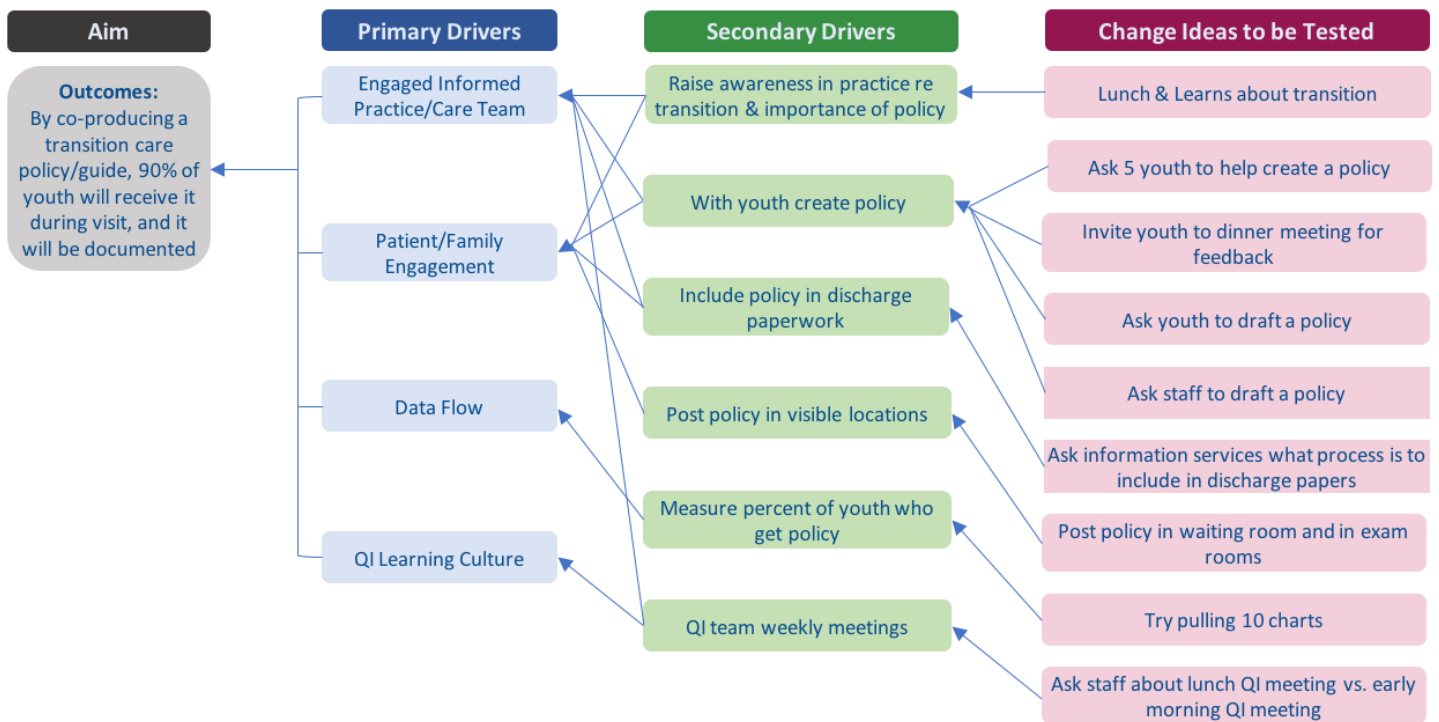 Aim
Primary Drivers
Secondary Drivers
Change Ideas to be Tested
Outcomes:
By co-producing a
transition care
policy/guide, 90% of
youth will receive it
during visit, and it
will be documented
Engaged Informed
Practice/Care Team
Patient/Family
Engagement
Data Flow
QI Learning Culture
Raise awareness in practice re
transition & importance of policy
With youth create policy
Include policy in discharge
paperwork
Post policy in visible locations
Measure percent of youth who
get policy
QI team weekly meetings
Lunch & Learns about transition
Ask 5 youth to help create a policy
Invite youth to dinner meeting for
feedback
Ask youth to draft a policy
Ask staff to draft a policy
Ask information services what process is to
include in discharge papers
Post policy in waiting room and in exam
rooms
Try pulling 10 charts
Ask staff about lunch QI meeting vs. early
morning QI meeting